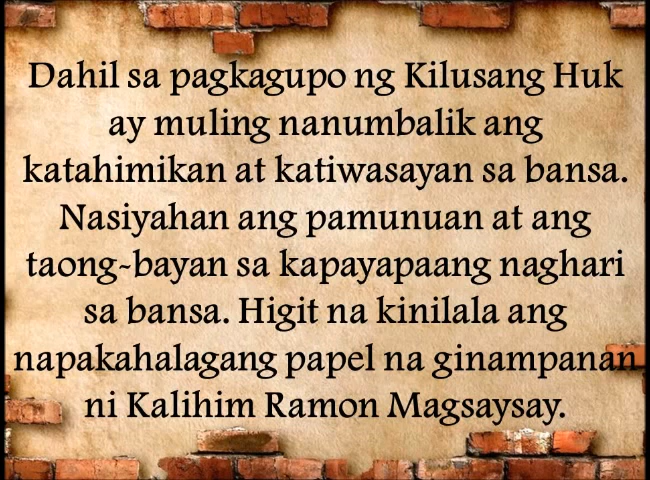 Dahil sa pagkagupo ng Kilusang Huk
ay muling nanumbalik ang
katahimikan at katiwasayan sa bansa.
Nasiyahan ang pamunuan at ang
taong-bayan sa kapayapaang naghari
sa bansa. Higit na kinilala ang
napakahalagang papel na ginampanan
ni Kalihim Ramon Magsaysay.